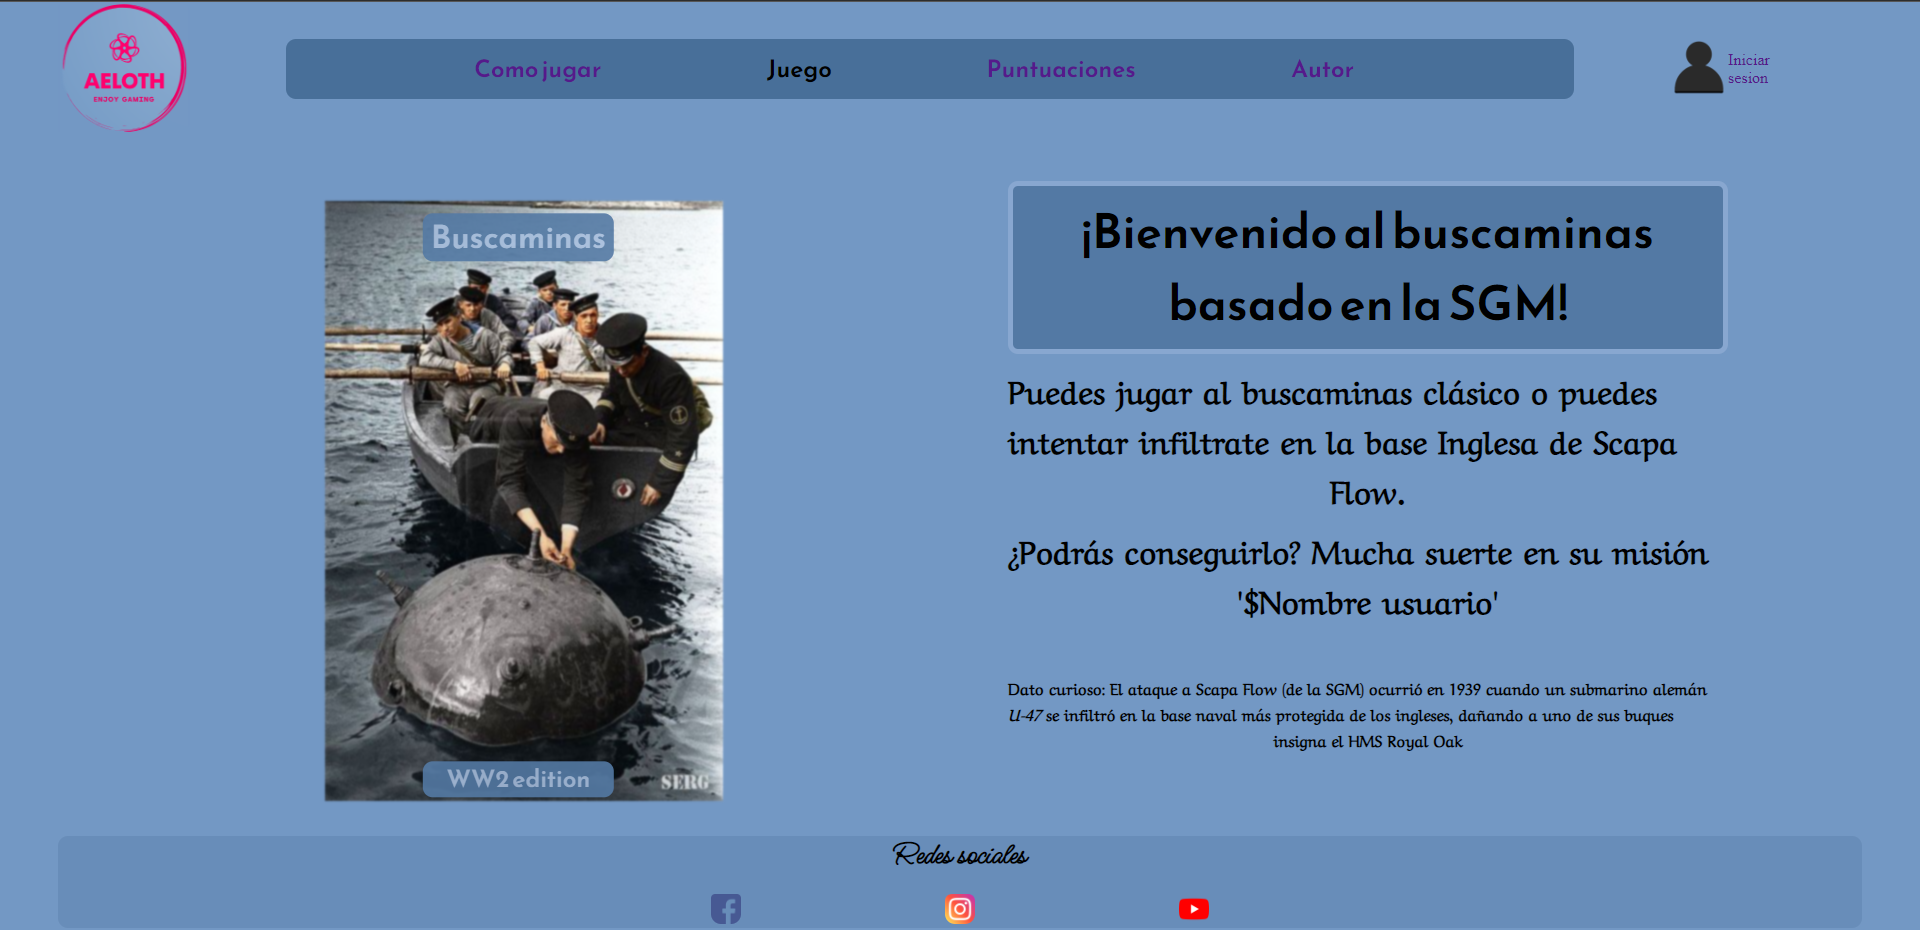 AELOTH
ENJOY GAMING
Como jugar
Juego
Puntuaciones
Autor
Iniciar
sesion
Buscaminas
WW2 edition
SERG
¡Bienvenido al buscaminas
basado en la SGM!
Puedes jugar al buscaminas clásico o puedes
intentar infiltrate en la base Inglesa de Scapa
Flow.
¿Podrás conseguirlo? Mucha suerte en su misión
'$Nombre usuario'
Dato curioso: El ataque a Scapa Flow (de la SGM) ocurrió en 1939 cuando un submarino alemán
U-47 se infiltró en la base naval más protegida de los ingleses, dañando a uno de sus buques
insigna el HMS Royal Oak
Redes sociales